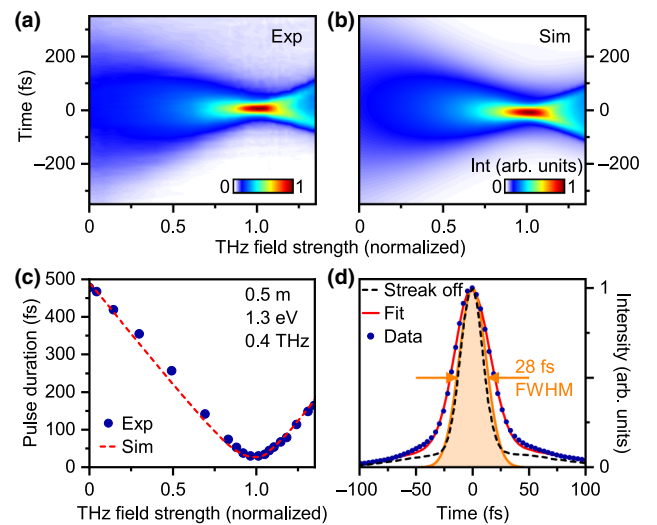 (a)
Exp
Time (fs)
200
0
−200
0 1
0 0.5 1.0
(b)
Sim
Int (arb. units)
0 1
200
0
−200
0 0.5 1.0
THz field strength (normalized)
(c)
Pulse duration (fs)
500
400
300
200
100
0
0.5 m
1.3 eV
0.4 THz
Exp
Sim
0 0.5 1.0
THz field strength (normalized)
(d)
Streak off
Fit
Data
28 fs
FWHM
Intensity (arb. units)
1
0
−100 −50 0 50 100
Time (fs)